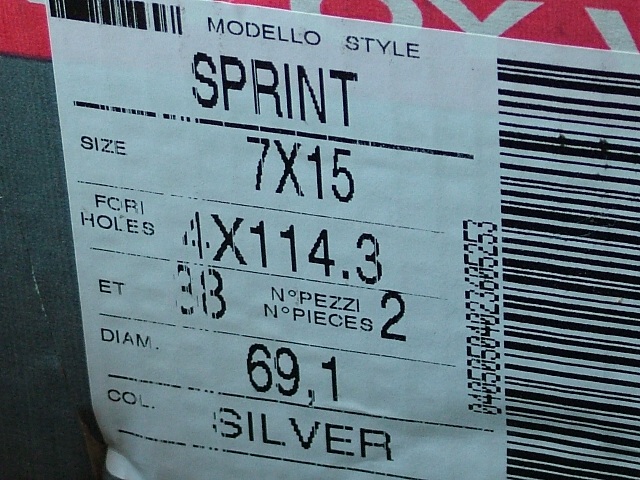 MODELLO STYLE
SPRINT
SIZE 7X15
FORI
HOLES 4X114.3
ET 38 N°PEZZI
N°PIECES 2
DIAM. 69,1
COL. SILVER